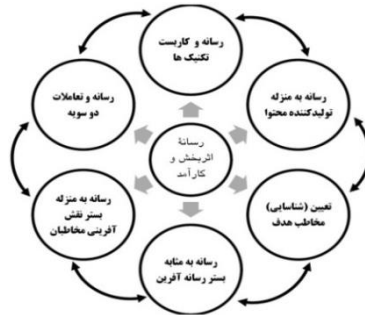 رسانه و کاربست
تکنیک ها
رسانه به منزله
تولیدکننده محتوا
تعیین (شناسایی)
مخاطب هدف
رسانه به مثابه
بستر رسانه آفرین
رسانه به منزله
بستر نقش
آفرینی مخاطبان
رسانه و تعاملات
دو سویه
رسانهٔ
اثربخش و
کارآمد